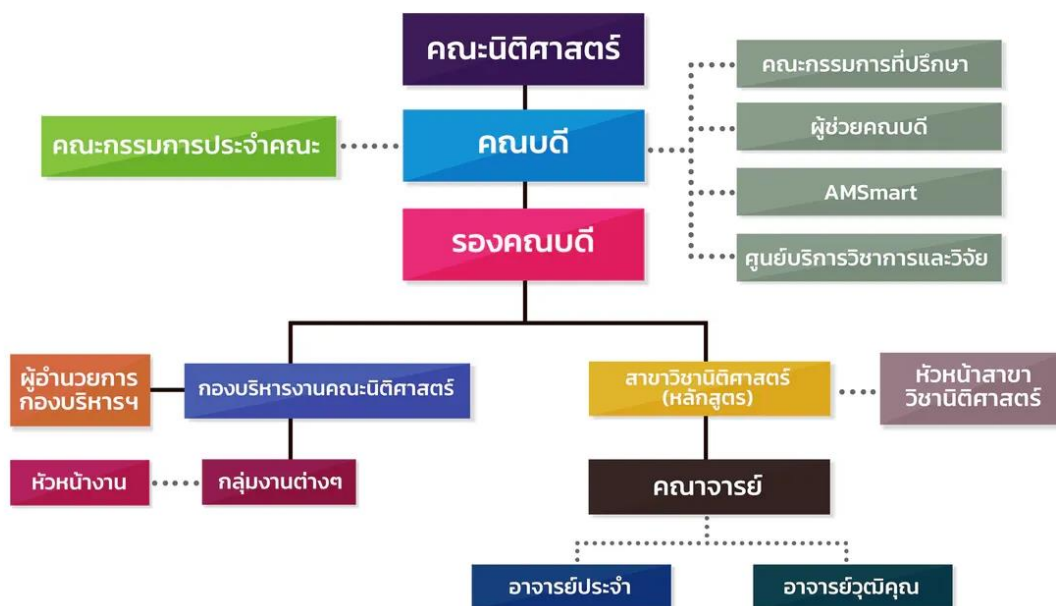 คณะนิติศาสตร์
คณะกรรมการที่ปรึกษา
ผู้ช่วยคณบดี
คณะกรรมการประจำคณะ
คณบดี
AMSmart
รองคณบดี
ศูนย์บริการวิชาการและวิจัย
ผู้อำนวยการ
กองบริหารฯ
กองบริหารงานคณะนิติศาสตร์
สาขาวิชานิติศาสตร์
(หลักสูตร)
หัวหน้าสาขา
วิชานิติศาสตร์
หัวหน้างาน
กลุ่มงานต่างๆ
คณาจารย์
อาจารย์ประจำ
อาจารย์วุฒิคุณ